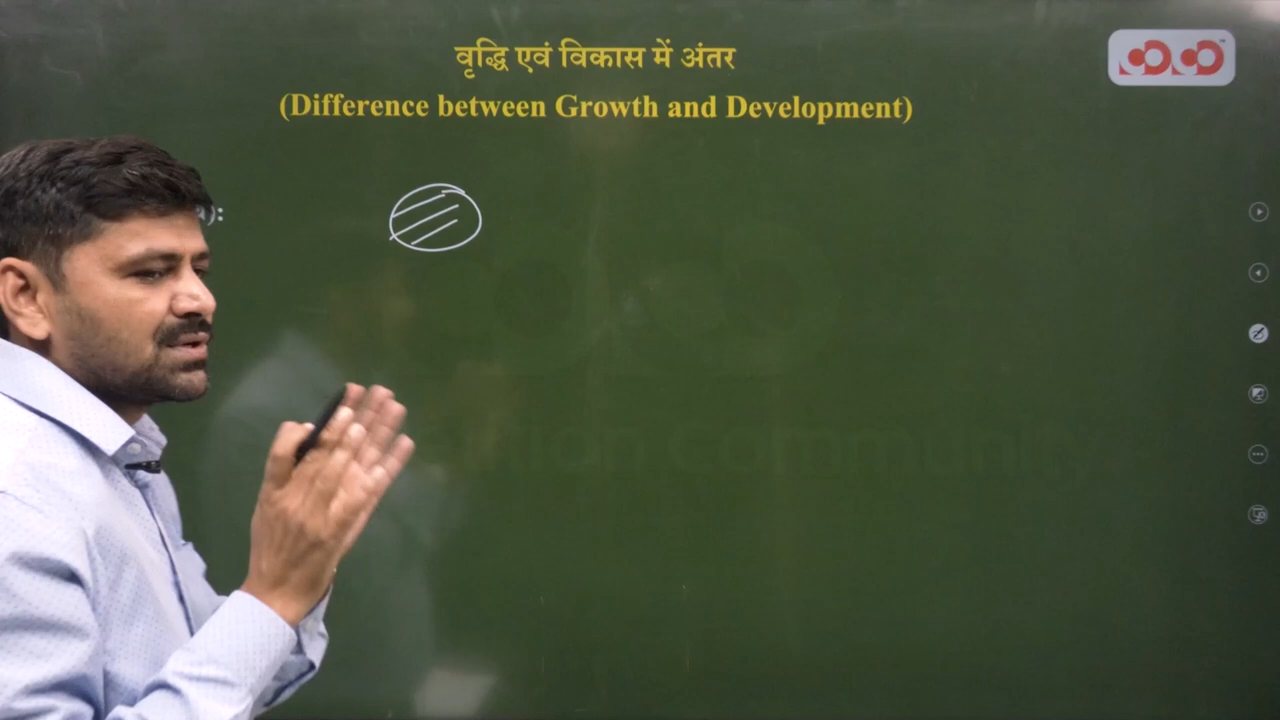 वृद्धि एवं विकास में अंतर
(Difference between Growth and Development)
a):